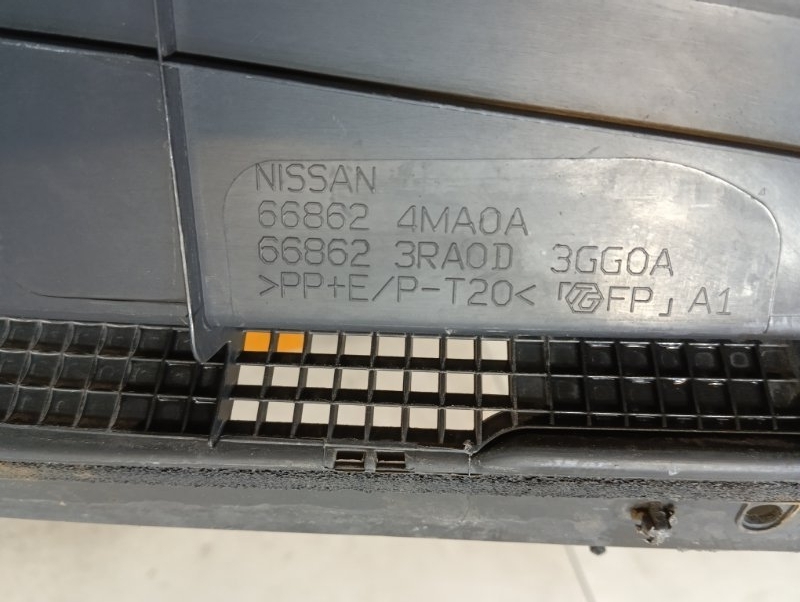 NISSAN
66862 4MA0A
66862 3RA0D 3GG0A
>PP+E/P-T20< 「FP」 A1